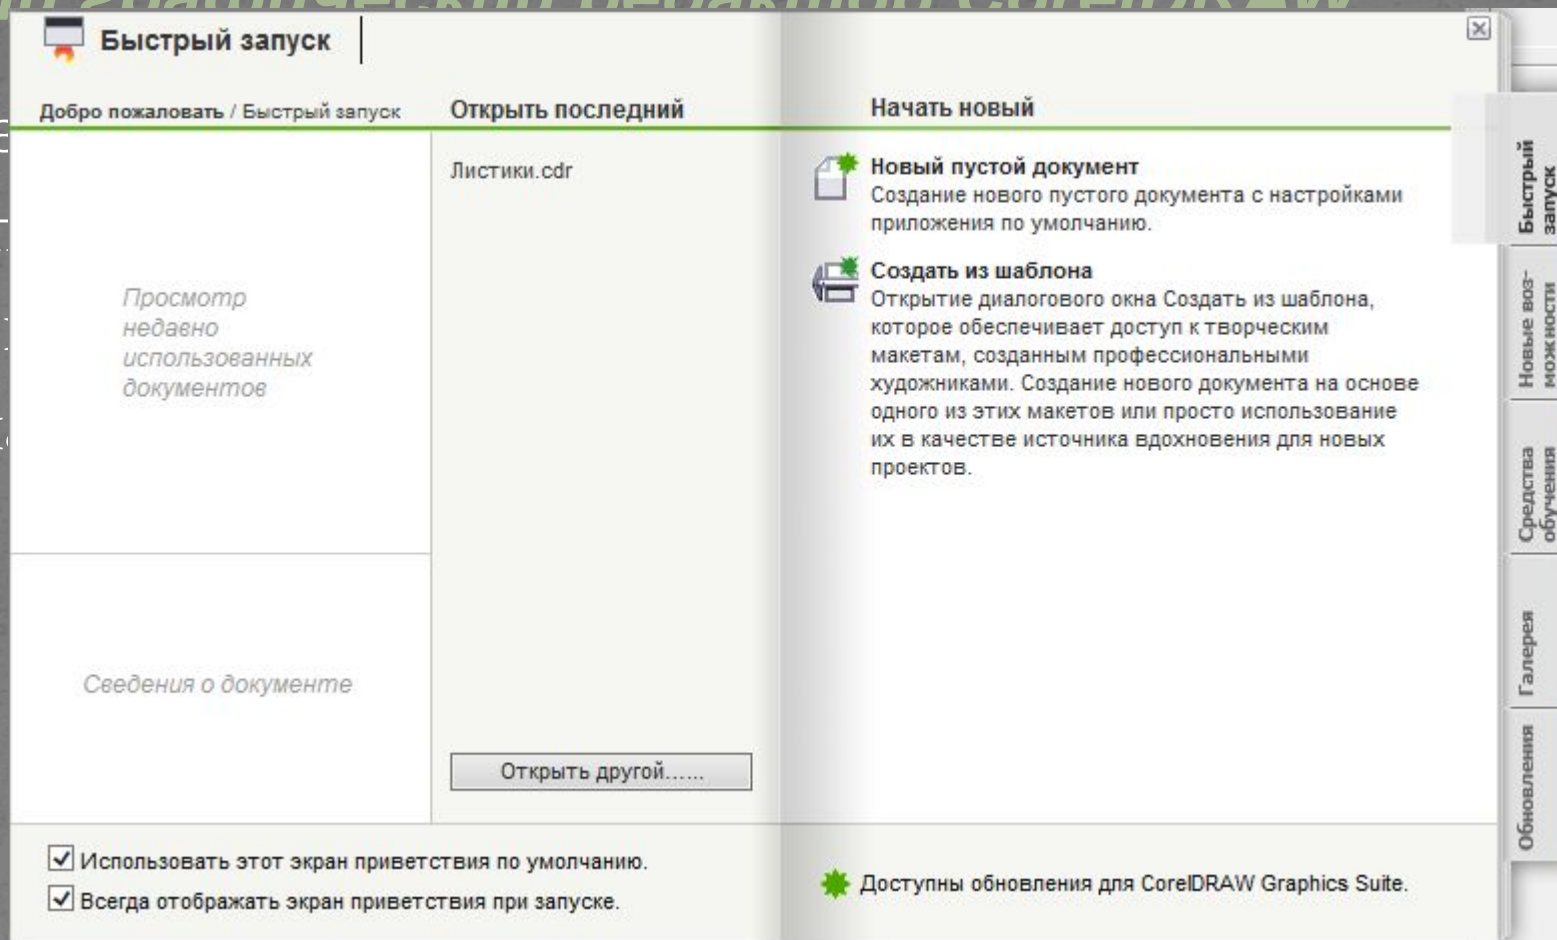 графический редактор CorelDRAW
Быстрый запуск
Добро пожаловать / Быстрый запуск
Открыть последний
Начать новый
Листики.cdr
Просмотр
недавно
использованных
документов
Сведения о документе
Открыть другой......
Новый пустой документ
Создание нового пустого документа с настройками
приложения по умолчанию.
Создать из шаблона
Открытие диалогового окна Создать из шаблона,
которое обеспечивает доступ к творческим
макетам, созданным профессиональными
художниками. Создание нового документа на основе
одного из этих макетов или просто использование
их в качестве источника вдохновения для новых
проектов.
Использовать этот экран приветствия по умолчанию.
Всегда отображать экран приветствия при запуске.
Доступны обновления для CorelDRAW Graphics Suite.
Быстрый
запуск
Новые воз-
можности
Средства
обучения
Галерея
Обновления